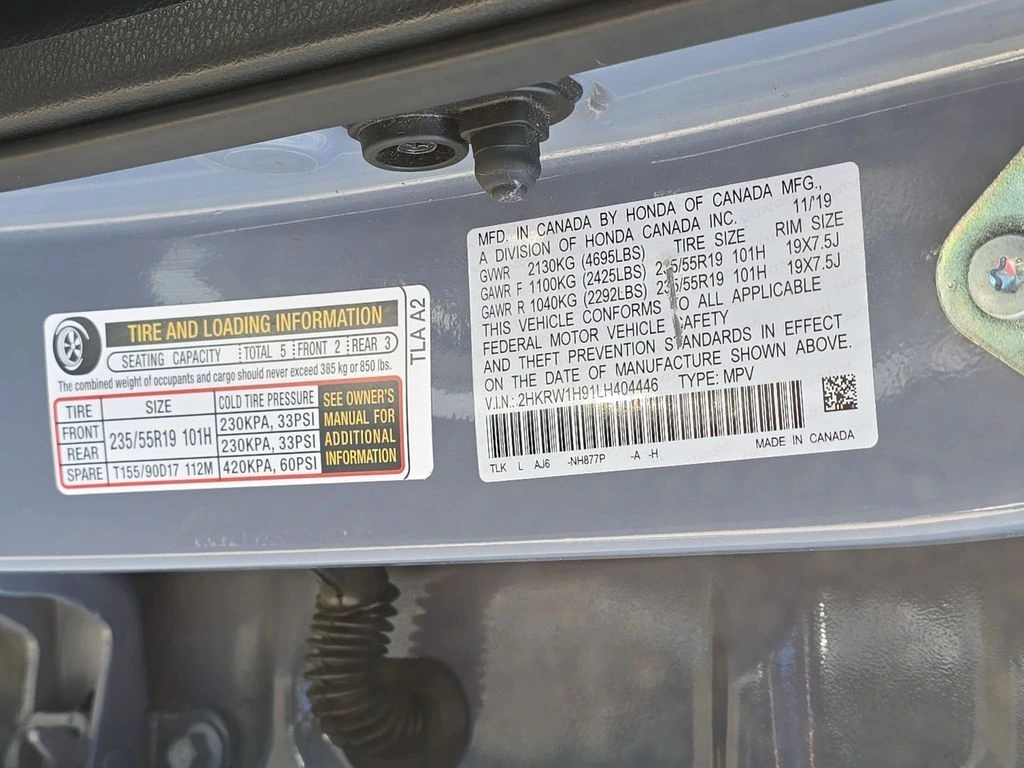 TIRE AND LOADING INFORMATION
SEATING CAPACITY TOTAL 5 FRONT 2 REAR 3
The combined weight of occupants and cargo should never exceed 385 kg or 850 lbs.
TIRE SIZE COLD TIRE PRESSURE
FRONT 235/55R19 101H 230KPA, 33PSI
REAR 230KPA, 33PSI
SPARE T155/90D17 112M 420KPA, 60PSI
SEE OWNER'S
MANUAL FOR
ADDITIONAL
INFORMATION
TLA A2
MFD. IN CANADA BY HONDA OF CANADA MFG.,
A DIVISION OF HONDA CANADA INC. 11/19
GVWR 2130KG (4695LBS) TIRE SIZE RIM SIZE
GAWR F 1100KG (2425LBS) 235/55R19 101H 19X7.5J
GAWR R 1040KG (2292LBS) 235/55R19 101H 19X7.5J
THIS VEHICLE CONFORMS TO ALL APPLICABLE
FEDERAL MOTOR VEHICLE SAFETY
AND THEFT PREVENTION STANDARDS IN EFFECT
ON THE DATE OF MANUFACTURE SHOWN ABOVE.
V.I.N.: 2HKRW1H91LH404446 TYPE: MPV
MADE IN CANADA
TLK L AJ6 -NH877P -A -H